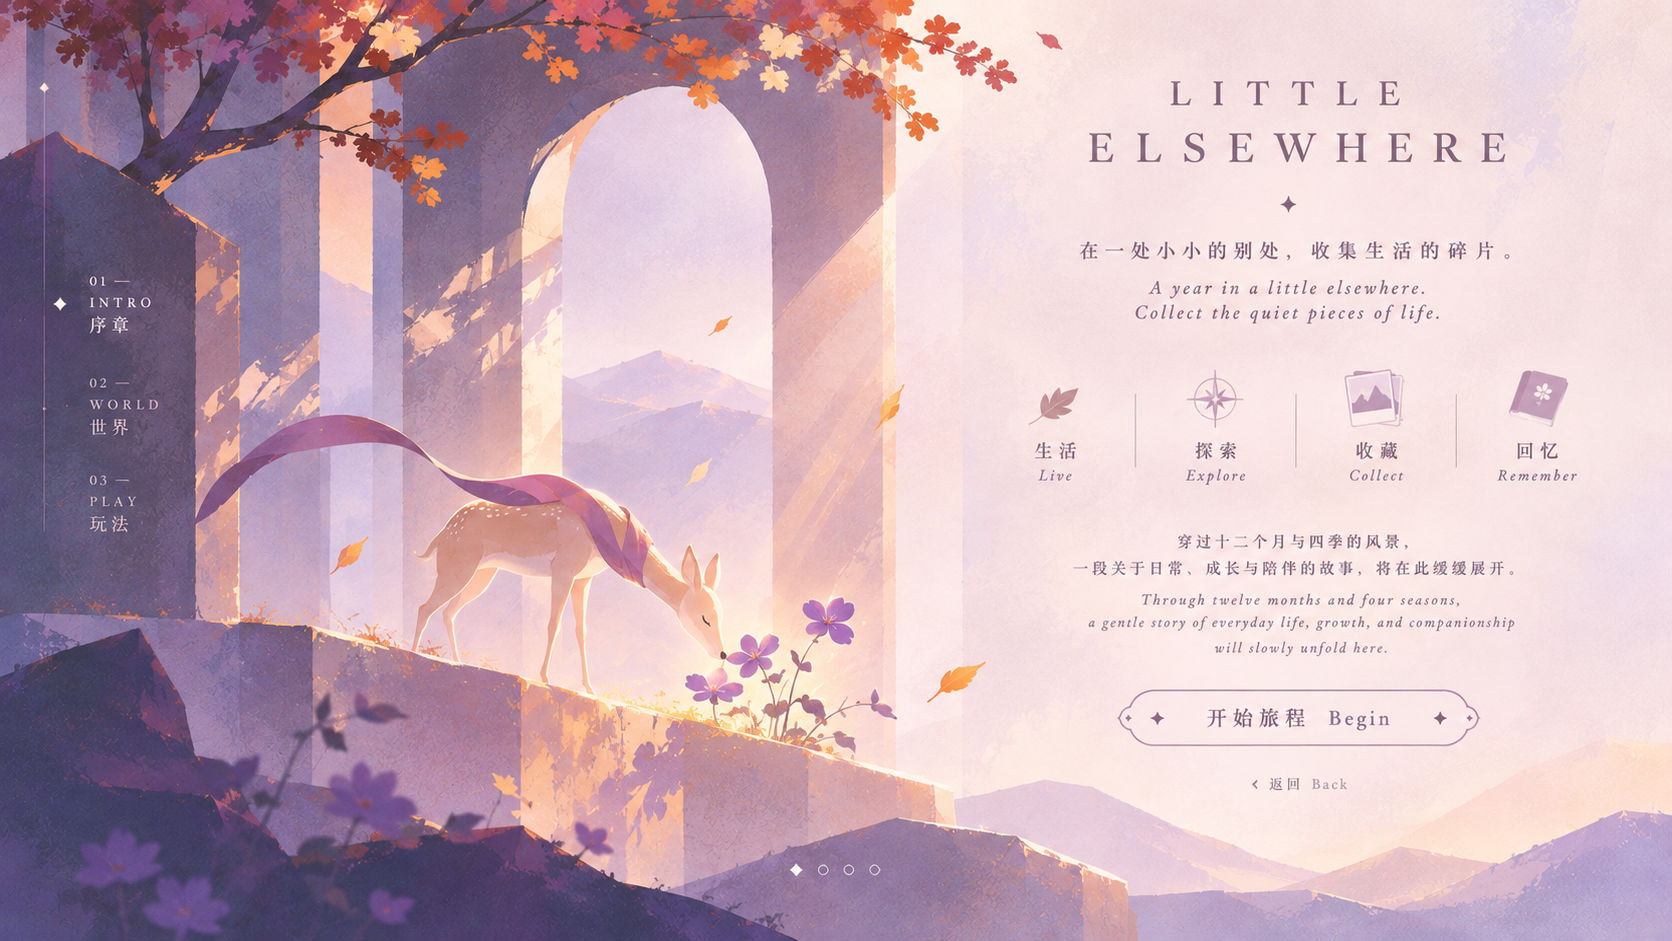 01 —
INTRO
序章
02 —
WORLD
世界
03 —
PLAY
玩法
LITTLE
ELSEWHERE
在一处小小的别处，收集生活的碎片。
A year in a little elsewhere.
Collect the quiet pieces of life.
生活
Live
探索
Explore
收藏
Collect
回忆
Remember
穿过十二个月与四季的风景，
一段关于日常、成长与陪伴的故事，将在此缓缓展开。
Through twelve months and four seasons,
a gentle story of everyday life, growth, and companionship
will slowly unfold here.
开始旅程 Begin
‹ 返回 Back